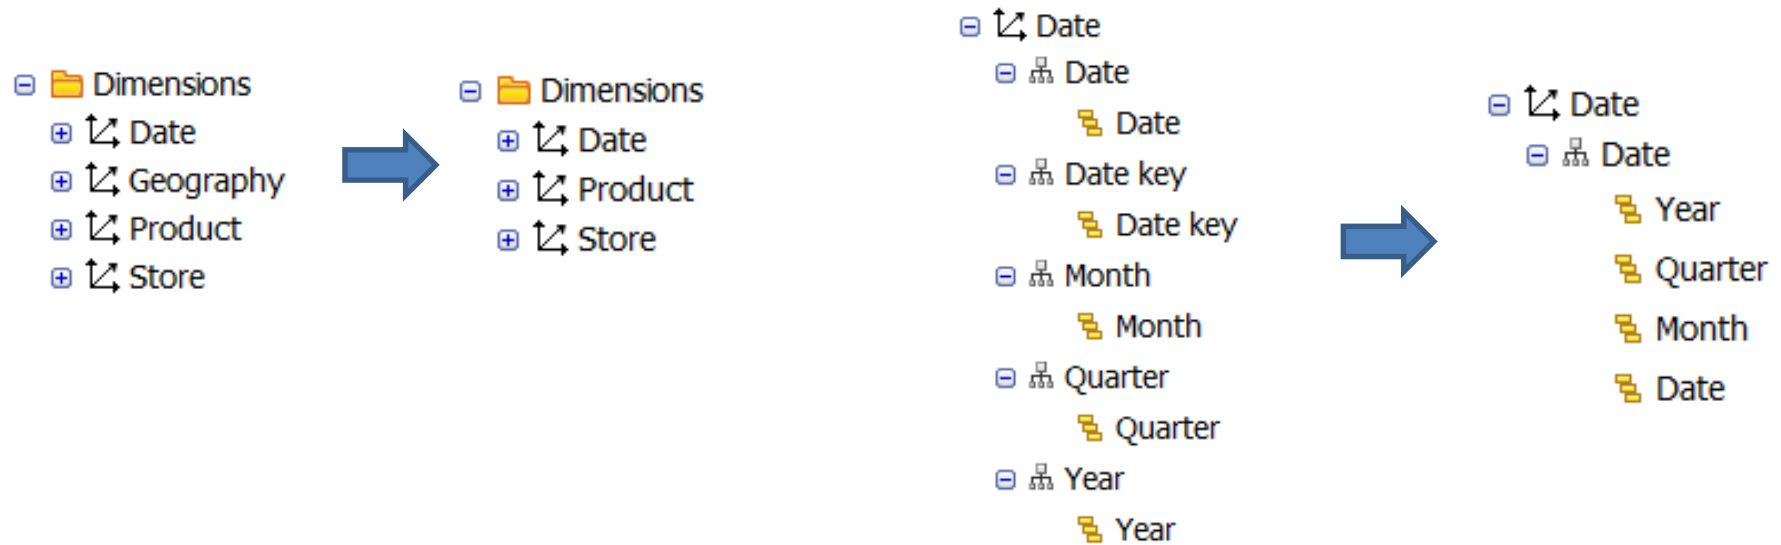 Dimensions
Date
Geography
Product
Store
Dimensions
Date
Product
Store
Date
Date
Date
Date key
Date key
Month
Month
Quarter
Quarter
Year
Year
Date
Date
Year
Quarter
Month
Date